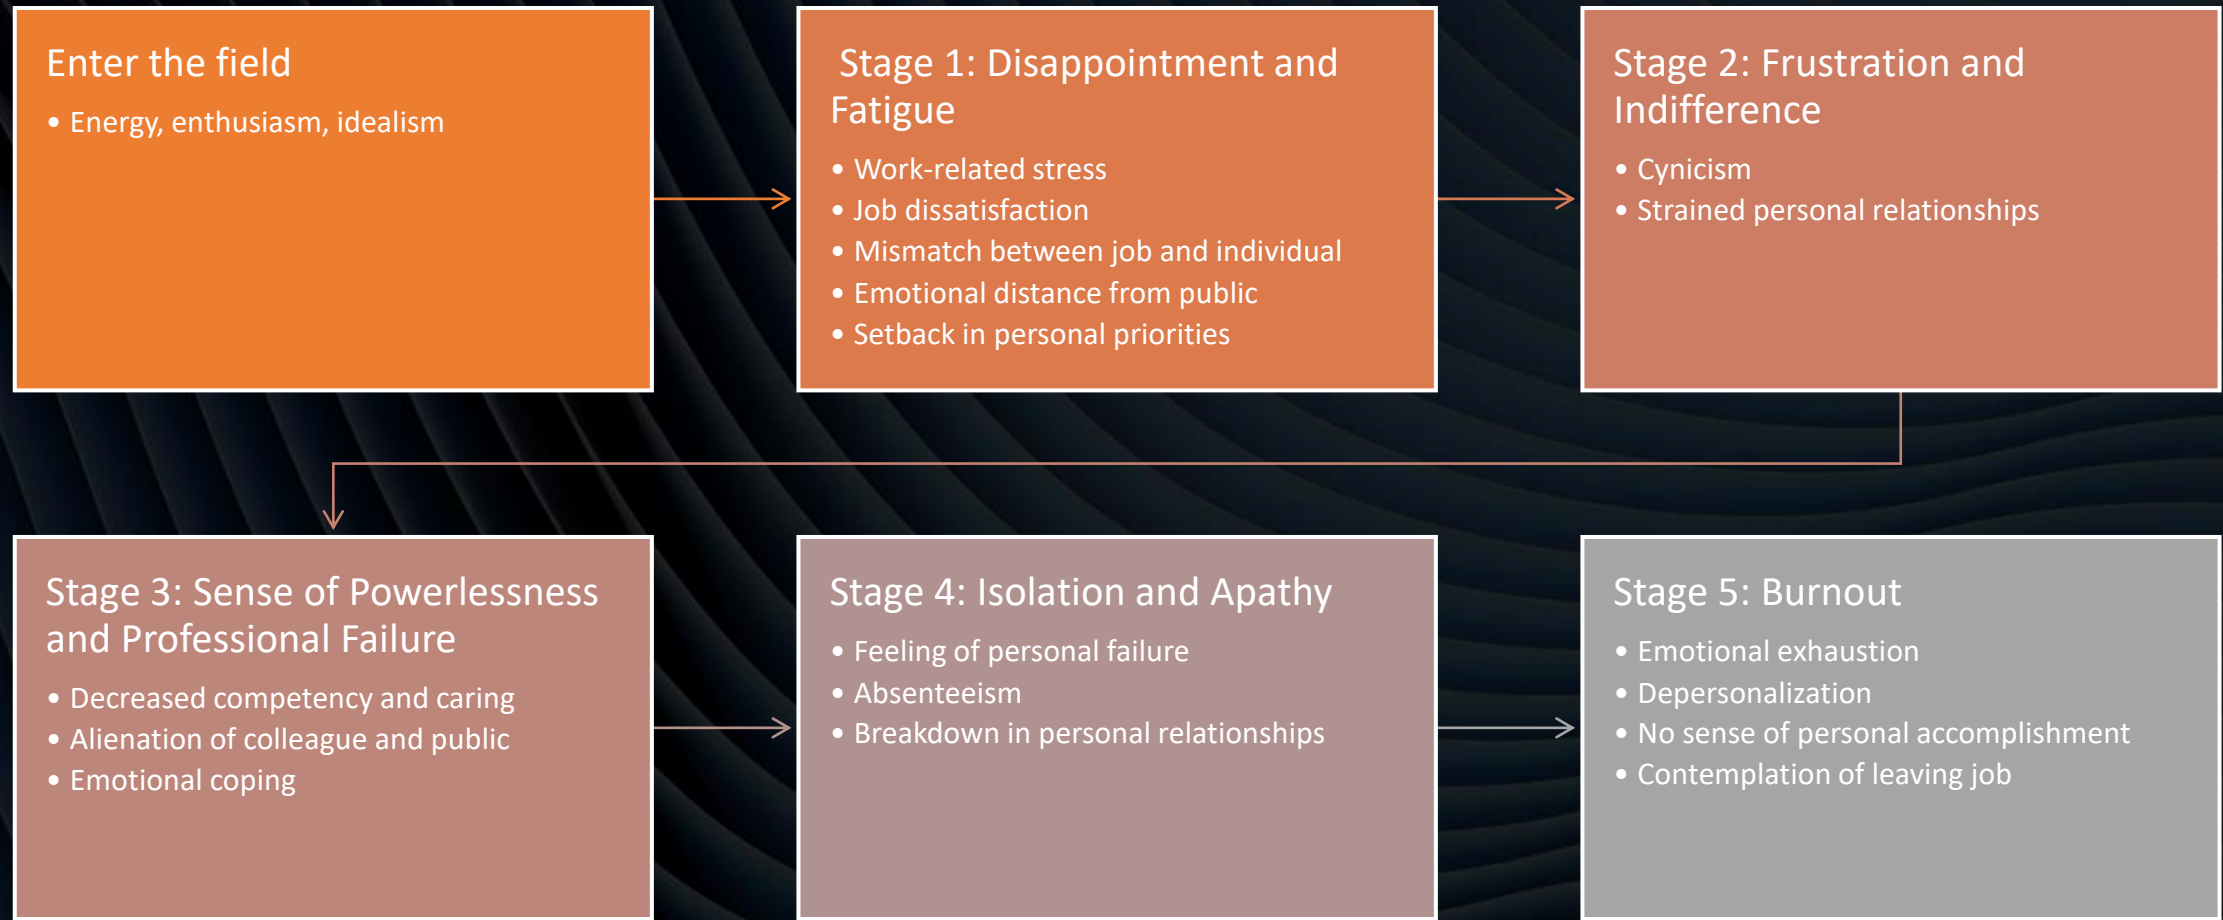 Enter the field
• Energy, enthusiasm, idealism
Stage 1: Disappointment and
Fatigue
• Work-related stress
• Job dissatisfaction
• Mismatch between job and individual
• Emotional distance from public
• Setback in personal priorities
Stage 2: Frustration and
Indifference
• Cynicism
• Strained personal relationships
Stage 3: Sense of Powerlessness
and Professional Failure
• Decreased competency and caring
• Alienation of colleague and public
• Emotional coping
Stage 4: Isolation and Apathy
• Feeling of personal failure
• Absenteeism
• Breakdown in personal relationships
Stage 5: Burnout
• Emotional exhaustion
• Depersonalization
• No sense of personal accomplishment
• Contemplation of leaving job